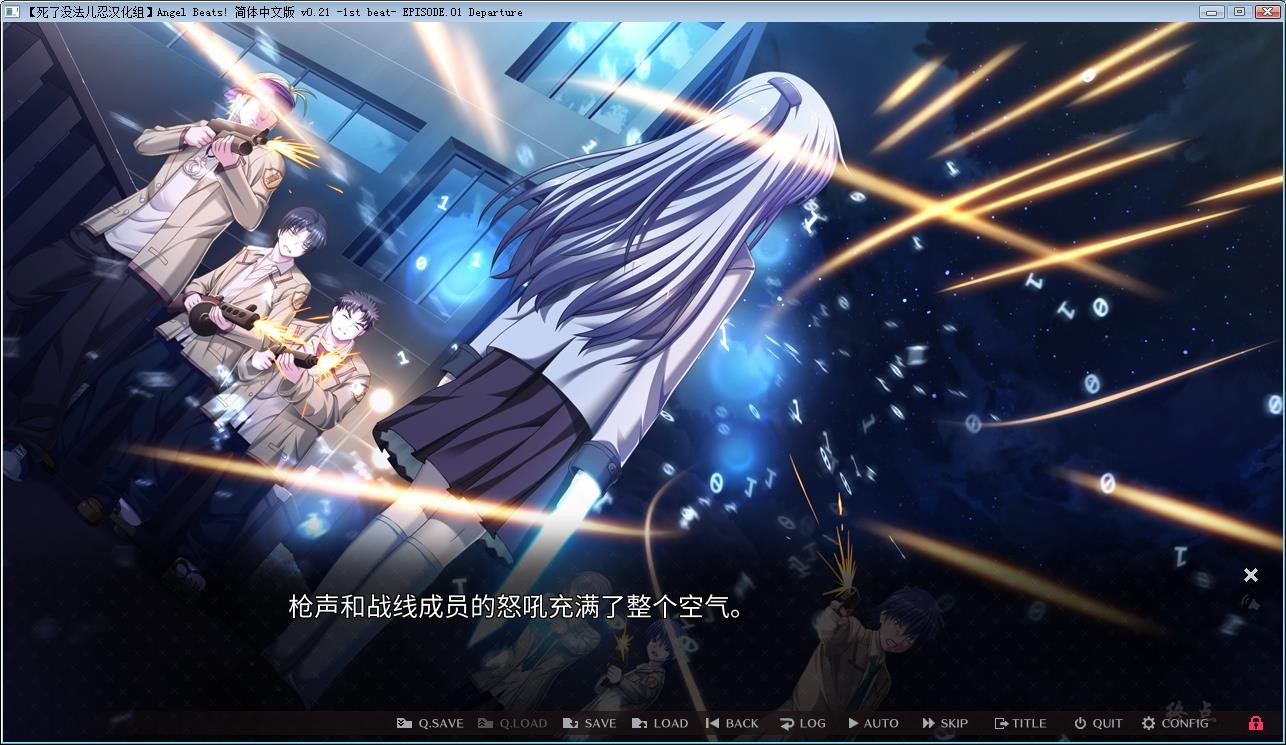 【死了没法儿忍汉化组】Angel Beats! 简体中文版 v0.21 -1st beat- EPISODE.01 Departure
枪声和战线成员的怒吼充满了整个空气。
终点
Q.SAVE Q.LOAD SAVE LOAD BACK LOG AUTO SKIP TITLE QUIT CONFIG